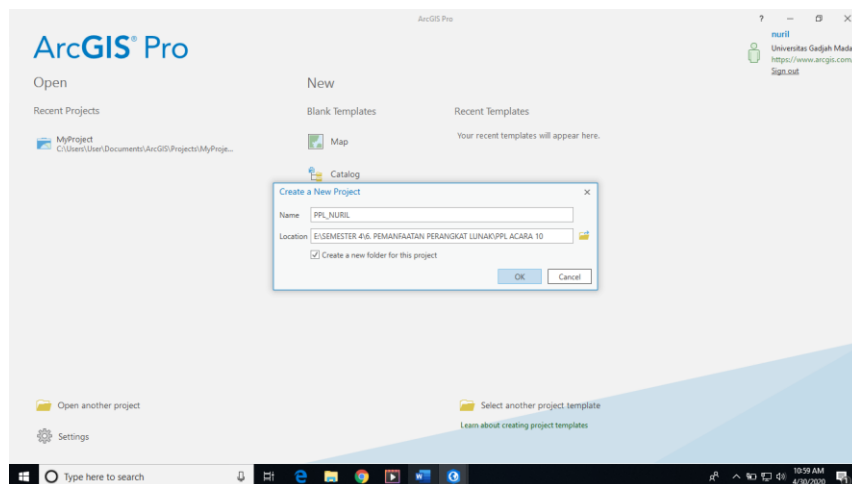 ArcGIS Pro
?
ArcGIS® Pro
nuril
Universitas Gadjah Mada
https://www.arcgis.com/
Sign out
Open
New
Recent Projects
Blank Templates
Recent Templates
MyProject
C:\Users\User\Documents\ArcGIS\Projects\MyProje...
Map
Your recent templates will appear here.
Catalog
Create a New Project
Name PPL_NURIL
Location E:\SEMESTER 4\6. PEMANFAATAN PERANGKAT LUNAK\PPL ACARA 10
Create a new folder for this project
OK
Cancel
Open another project
Select another project template
Learn about creating project templates
Settings
Type here to search
10:59 AM
4/30/2020